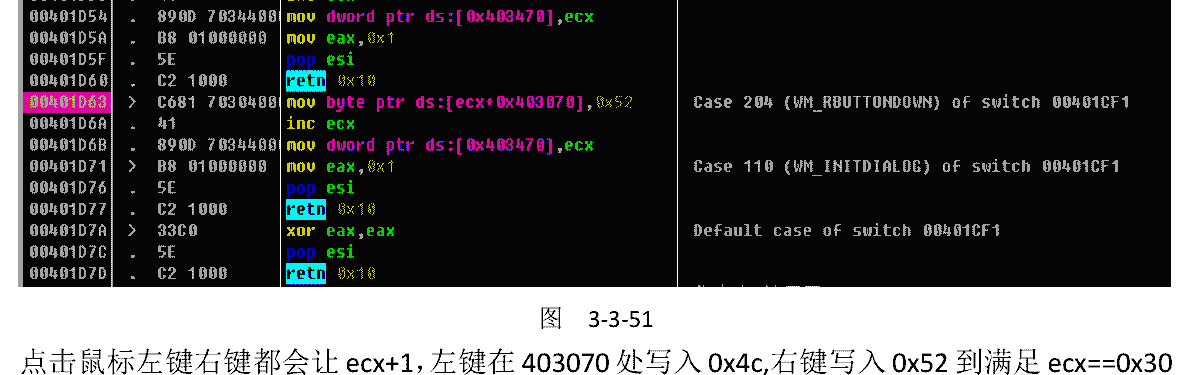 00401D54 . 890D 70344001 mov dword ptr ds:[0x403470],ecx
00401D5A . B8 01000000 mov eax,0x1
00401D5F . 5E pop esi
00401D60 . C2 1000 retn 0x10
00401D63 > C681 70304001 mov byte ptr ds:[ecx+0x403070],0x52 Case 204 (WM_RBUTTONDOWN) of switch 00401CF1
00401D6A . 41 inc ecx
00401D6B . 890D 70344001 mov dword ptr ds:[0x403470],ecx
00401D71 > B8 01000000 mov eax,0x1 Case 110 (WM_INITDIALOG) of switch 00401CF1
00401D76 . 5E pop esi
00401D77 . C2 1000 retn 0x10
00401D7A > 33C0 xor eax,eax Default case of switch 00401CF1
00401D7C . 5E pop esi
00401D7D . C2 1000 retn 0x10
图 3-3-51
点击鼠标左键右键都会让 ecx+1，左键在 403070 处写入 0x4c,右键写入 0x52 到满足 ecx==0x30